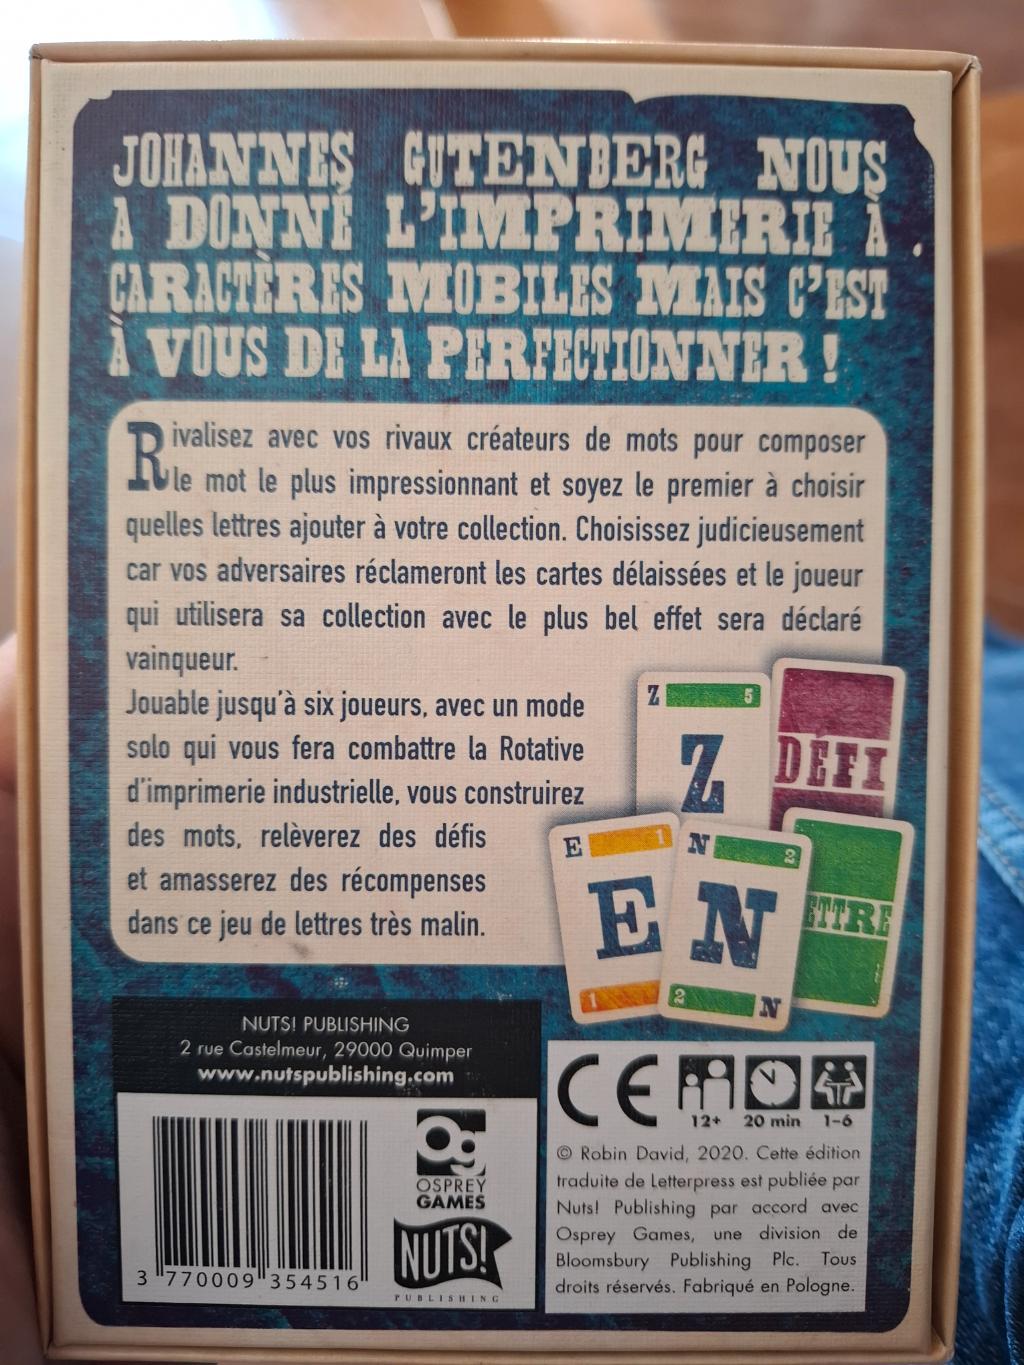 JOHANNES GUTENBERG NOUS
A DONNÉ L'IMPRIMERIE À
CARACTÈRES MOBILES MAIS C'EST
À VOUS DE LA PERFECTIONNER !
Rivalisez avec vos rivaux créateurs de mots pour composer
le mot le plus impressionnant et soyez le premier à choisir
quelles lettres ajouter à votre collection. Choisissez judicieusement
car vos adversaires réclameront les cartes délaissées et le joueur
qui utilisera sa collection avec le plus bel effet sera déclaré
vainqueur.
Jouable jusqu'à six joueurs, avec un mode
solo qui vous fera combattre la Rotative
d'imprimerie industrielle, vous construirez
des mots, relèverez des défis
et amasserez des récompenses
dans ce jeu de lettres très malin.
Z 5
Z
DÉFI
E 1
E
1
N 2
N
2 N
ETTRE
NUTS! PUBLISHING
2 rue Castelmeur, 29000 Quimper
www.nutspublishing.com
3 770009 354516
Og
OSPREY
GAMES
NUTS!
PUBLISHING
CE
12+ 20 min 1-6
© Robin David, 2020. Cette édition
traduite de Letterpress est publiée par
Nuts! Publishing par accord avec
Osprey Games, une division de
Bloomsbury Publishing Plc. Tous
droits réservés. Fabriqué en Pologne.